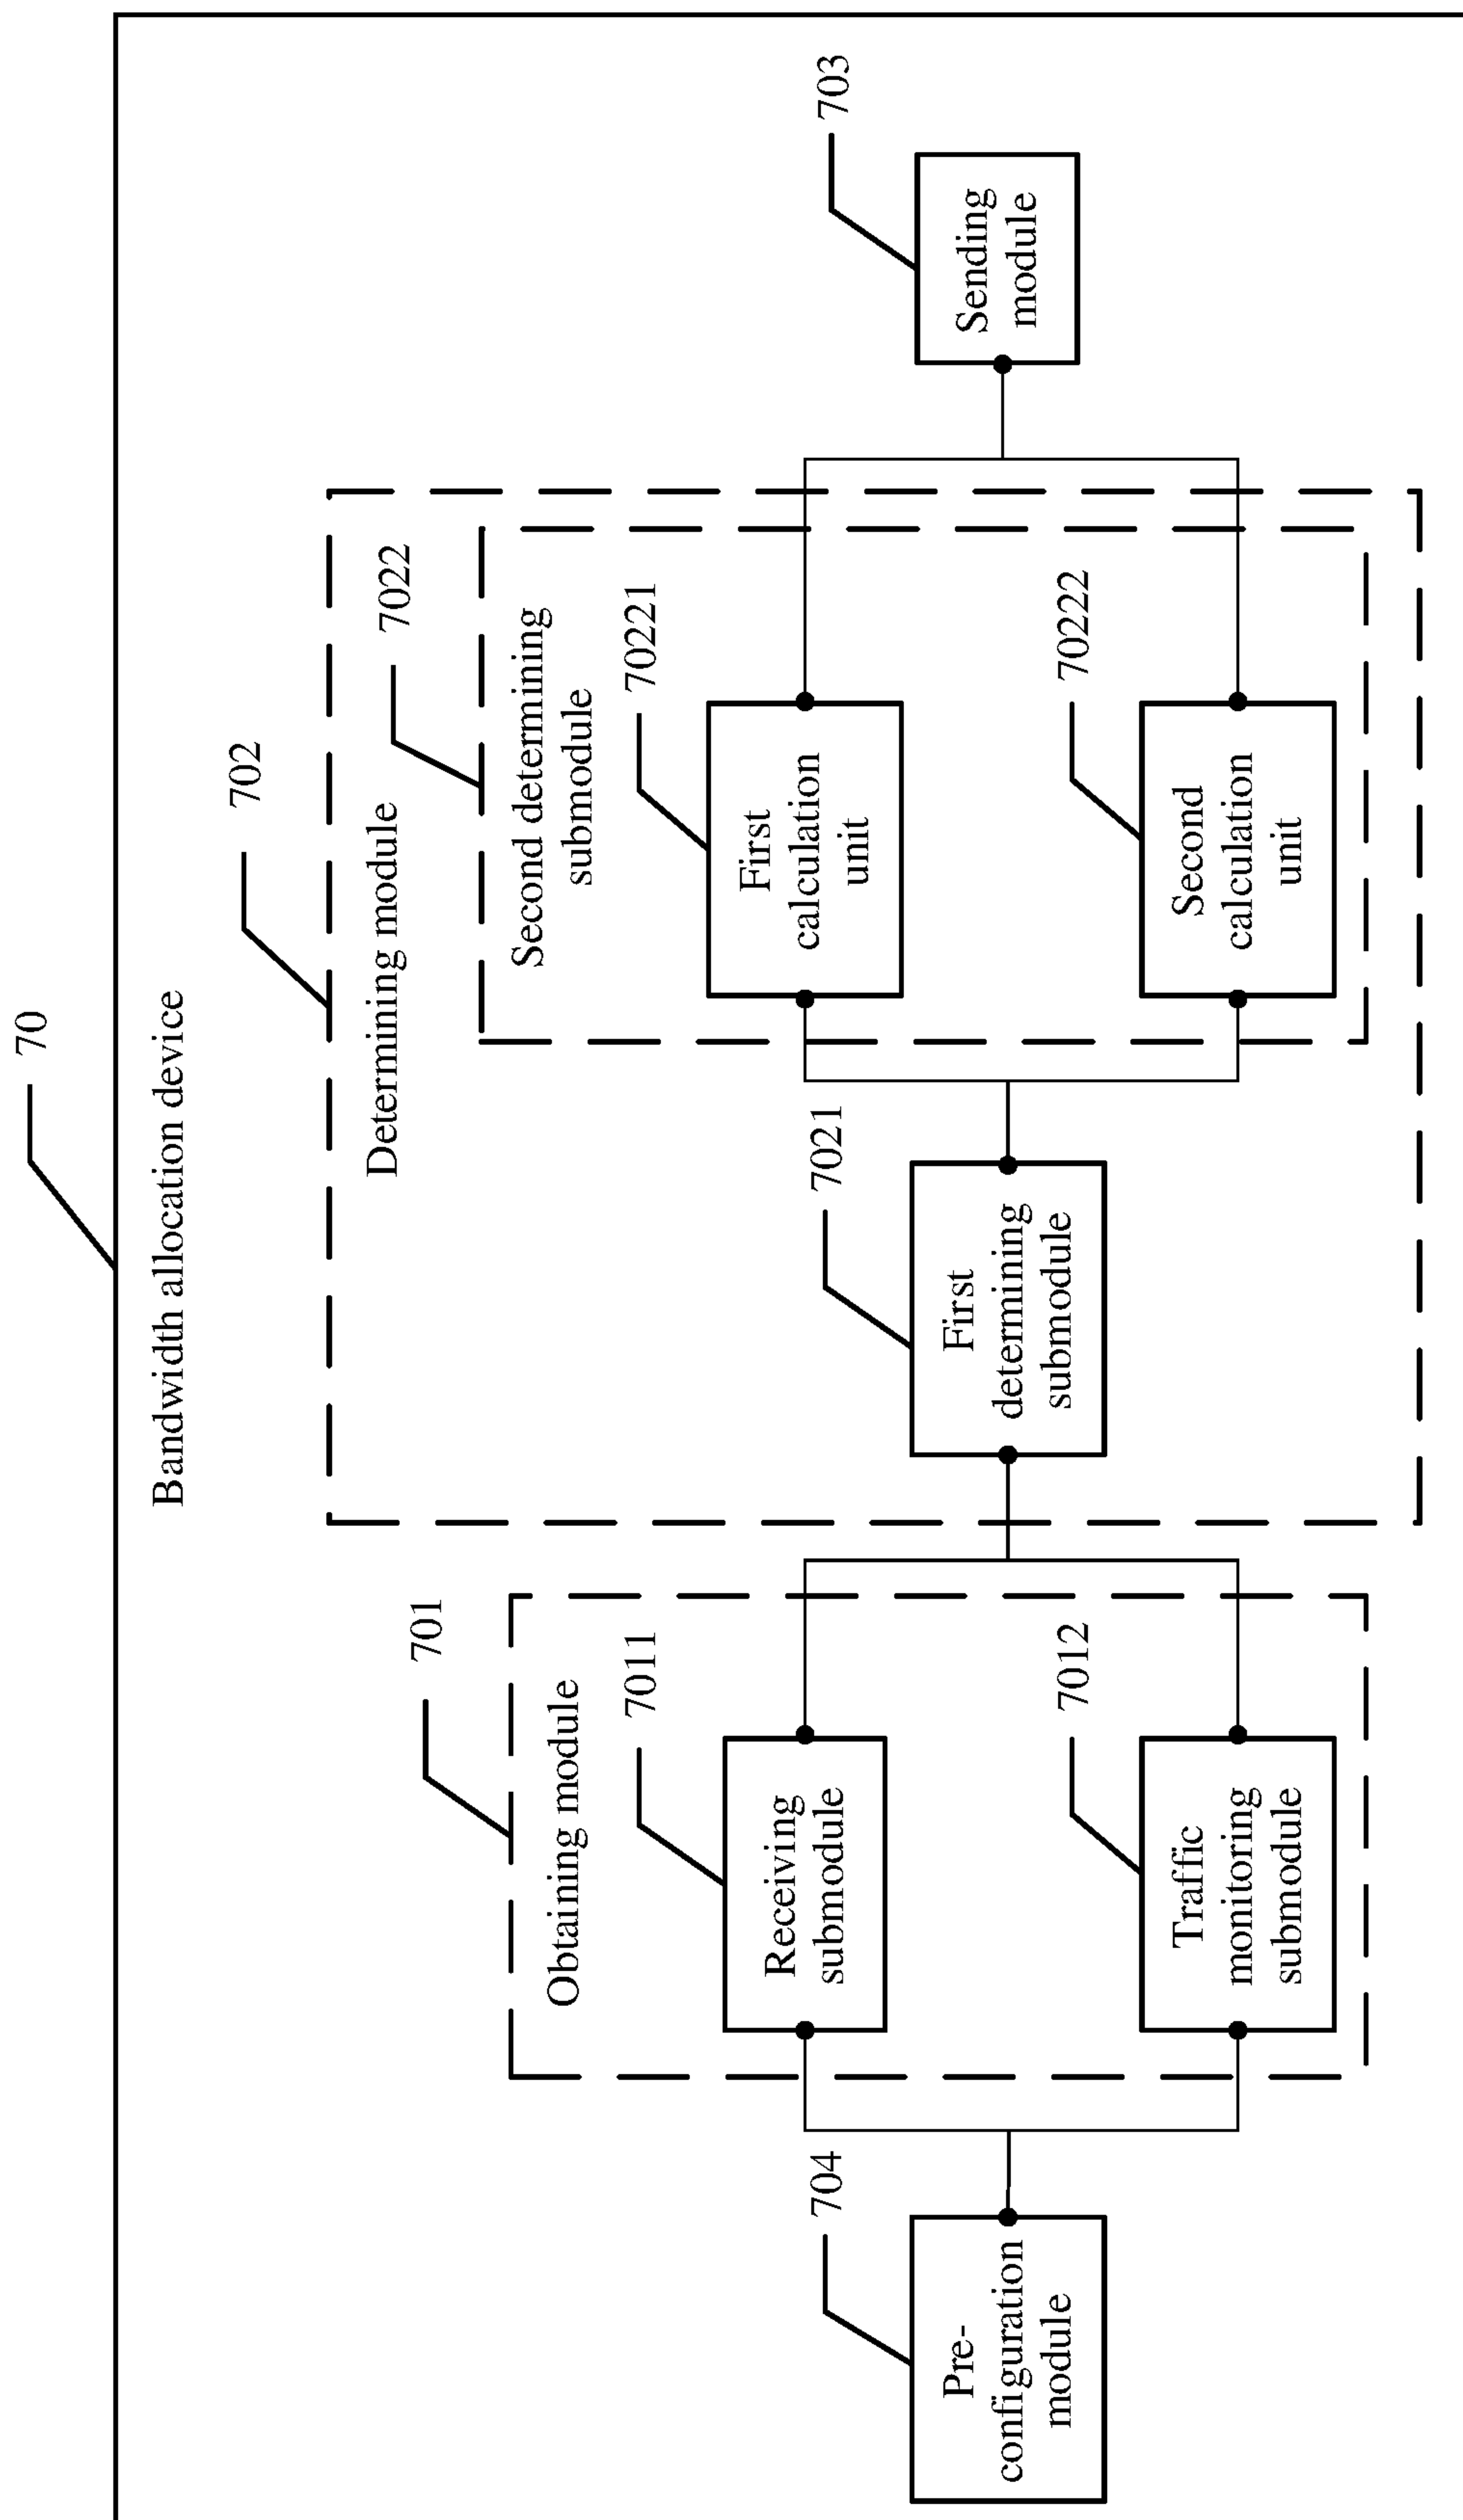 70
Bandwidth allocation device
702
Determining module
7022
Second determining
submodule
701
Obtaining module
7011
Receiving
submodule
7012
Traffic
monitoring
submodule
704
Pre-
configuration
module
7021
First
determining
submodule
70221
First
calculation
unit
70222
Second
calculation
unit
703
Sending
module